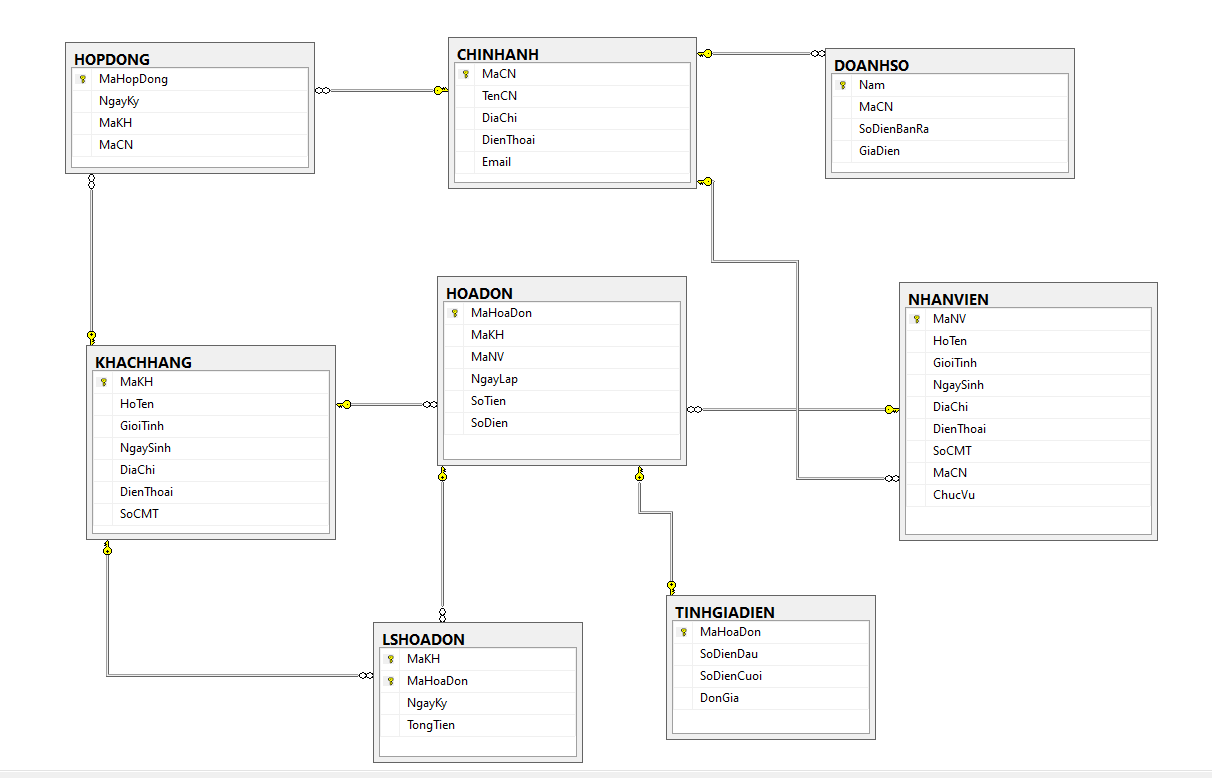 HOPDONG
MaHopDong
NgayKy
MaKH
MaCN
CHINHANH
MaCN
TenCN
DiaChi
DienThoai
Email
DOANHSO
Nam
MaCN
SoDienBanRa
GiaDien
KHACHHANG
MaKH
HoTen
GioiTinh
NgaySinh
DiaChi
DienThoai
SoCMT
HOADON
MaHoaDon
MaKH
MaNV
NgayLap
SoTien
SoDien
NHANVIEN
MaNV
HoTen
GioiTinh
NgaySinh
DiaChi
DienThoai
SoCMT
MaCN
ChucVu
LSHOADON
MaKH
MaHoaDon
NgayKy
TongTien
TINHGIADIEN
MaHoaDon
SoDienDau
SoDienCuoi
DonGia